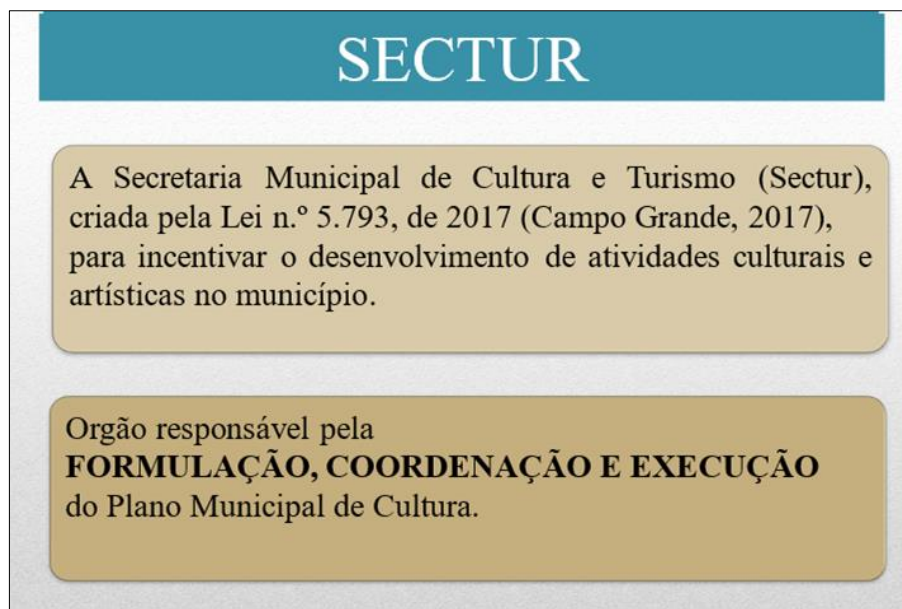 SECTUR
A Secretaria Municipal de Cultura e Turismo (Sectur),
criada pela Lei n.º 5.793, de 2017 (Campo Grande, 2017),
para incentivar o desenvolvimento de atividades culturais e
artísticas no município.
Orgão responsável pela
FORMULAÇÃO, COORDENAÇÃO E EXECUÇÃO
do Plano Municipal de Cultura.